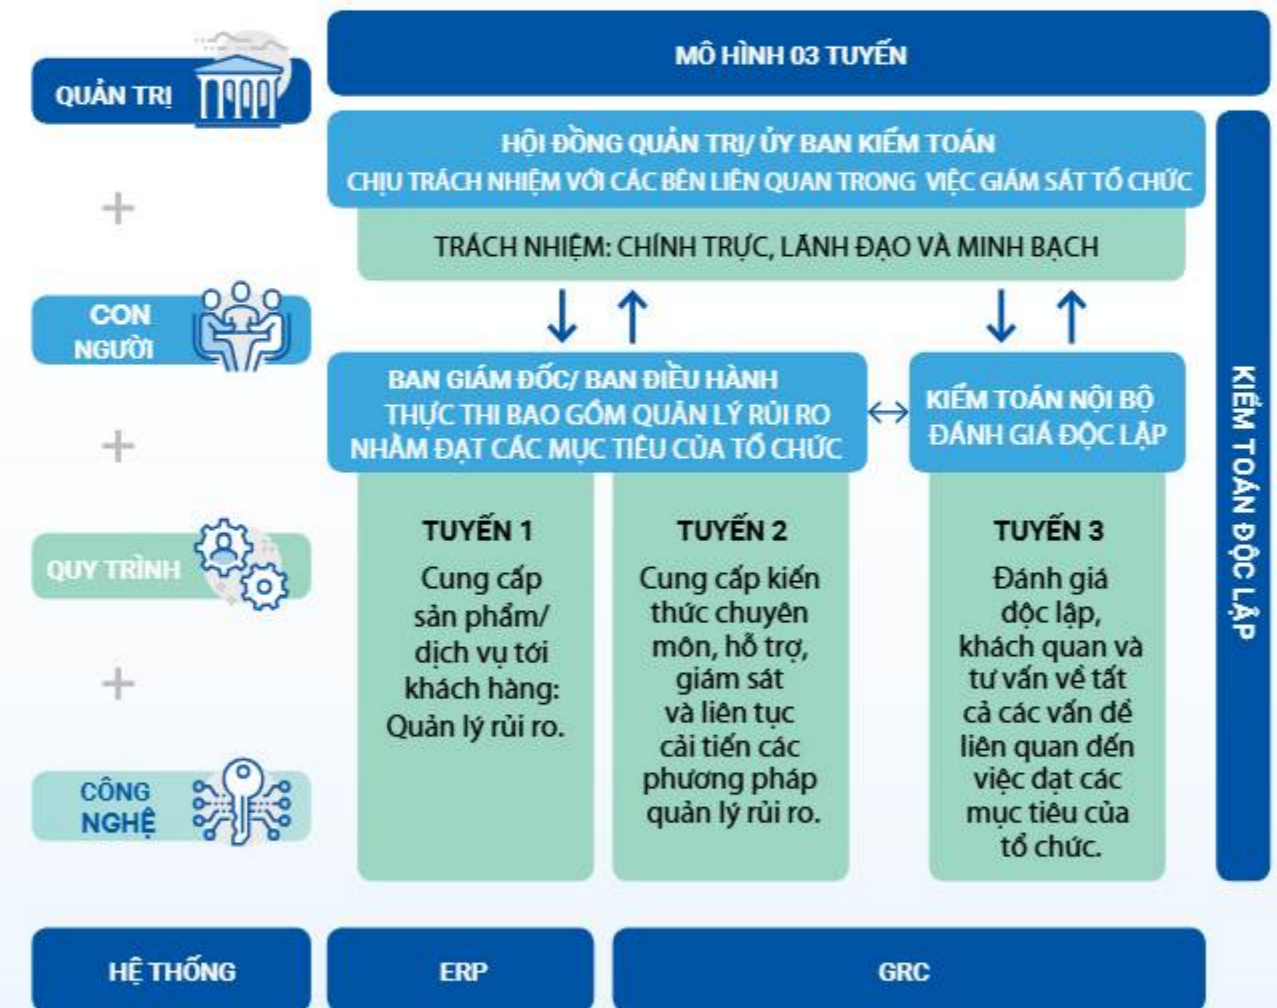 QUẢN TRỊ
+
CON
NGƯỜI
+
QUY TRÌNH
+
CÔNG
NGHỆ
MÔ HÌNH 03 TUYẾN
HỘI ĐỒNG QUẢN TRỊ/ ỦY BAN KIỂM TOÁN
CHỊU TRÁCH NHIỆM VỚI CÁC BÊN LIÊN QUAN TRONG VIỆC GIÁM SÁT TỔ CHỨC
TRÁCH NHIỆM: CHÍNH TRỰC, LÃNH ĐẠO VÀ MINH BẠCH
BAN GIÁM ĐỐC/ BAN ĐIỀU HÀNH
THỰC THI BAO GỒM QUẢN LÝ RỦI RO
NHẰM ĐẠT CÁC MỤC TIÊU CỦA TỔ CHỨC
KIỂM TOÁN NỘI BỘ
ĐÁNH GIÁ ĐỘC LẬP
TUYẾN 1
Cung cấp
sản phẩm/
dịch vụ tới
khách hàng:
Quản lý rủi ro.
TUYẾN 2
Cung cấp kiến
thức chuyên
môn, hỗ trợ,
giám sát
và liên tục
cải tiến các
phương pháp
quản lý rủi ro.
TUYẾN 3
Đánh giá
độc lập,
khách quan và
tư vấn về tất
cả các vấn đề
liên quan đến
việc đạt các
mục tiêu của
tổ chức.
KIỂM TOÁN ĐỘC LẬP
HỆ THỐNG
ERP
GRC